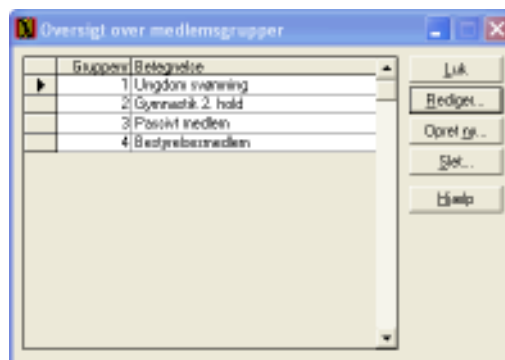 Oversigt over medlemsgrupper
Gruppenr Betegnelse
1 Ungdom svømning
2 Gymnastik 2. hold
3 Passivt medlem
4 Bestyrelsesmedlem
Luk
Rediger...
Opret ny...
Slet...
Hjælp